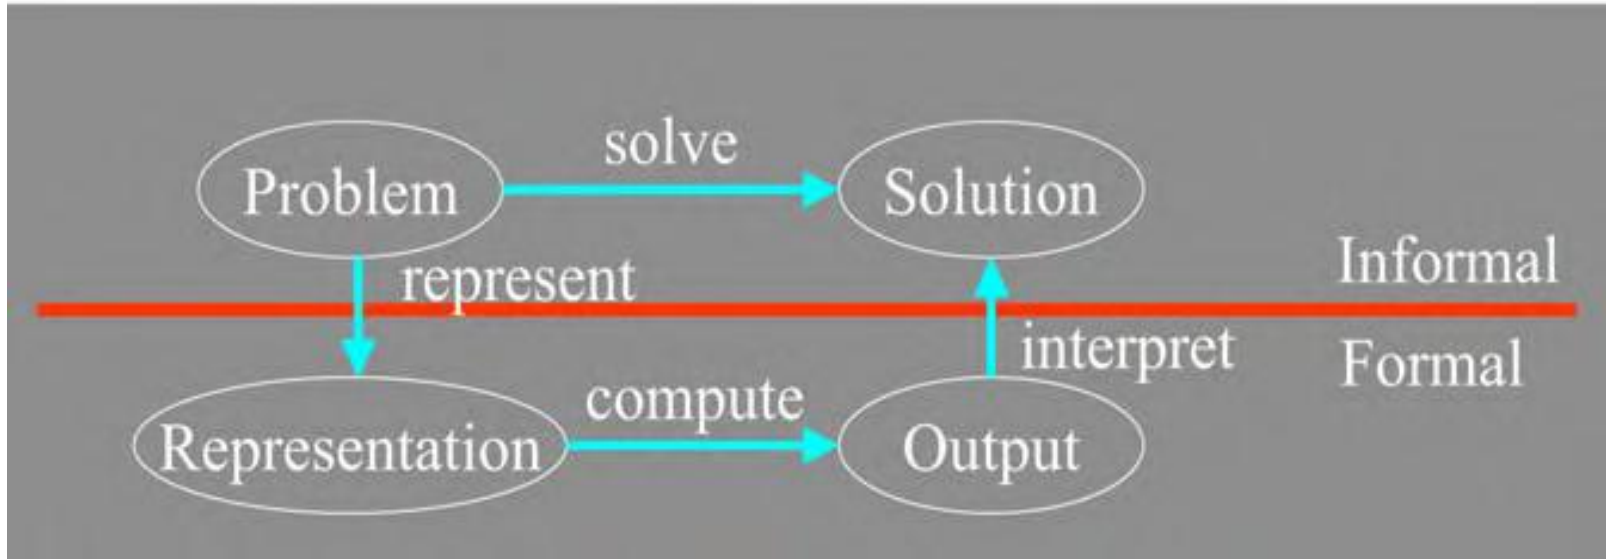 solve
Problem
Solution
represent
Informal
interpret
Formal
compute
Representation
Output